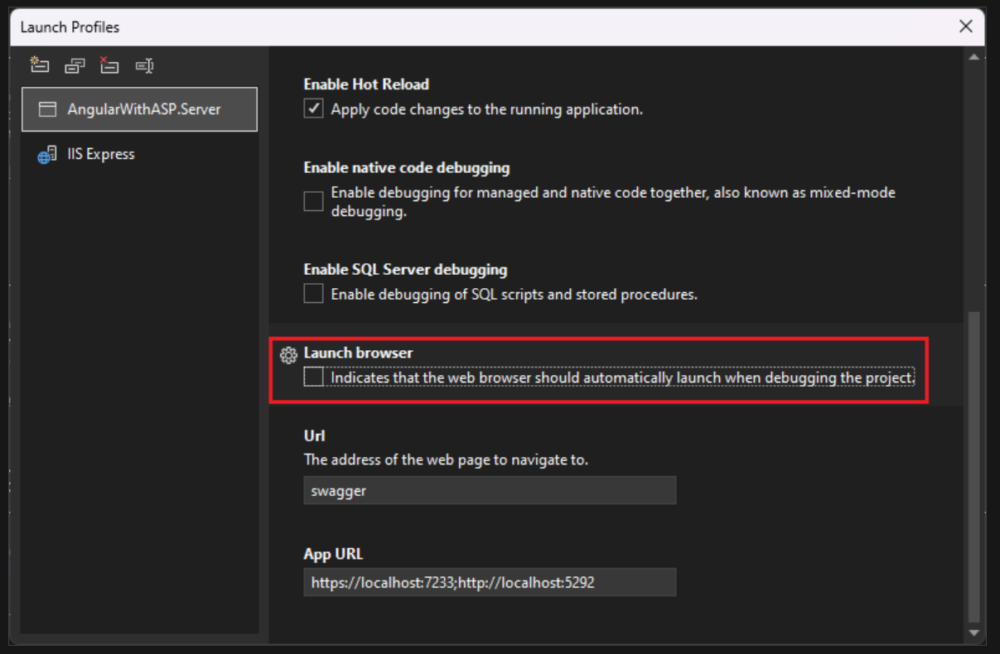 Launch Profiles
AngularWithASP.Server
IIS Express
Enable Hot Reload
Apply code changes to the running application.
Enable native code debugging
Enable debugging for managed and native code together, also known as mixed-mode
debugging.
Enable SQL Server debugging
Enable debugging of SQL scripts and stored procedures.
Launch browser
Indicates that the web browser should automatically launch when debugging the project.
Url
The address of the web page to navigate to.
swagger
App URL
https://localhost:7233;http://localhost:5292